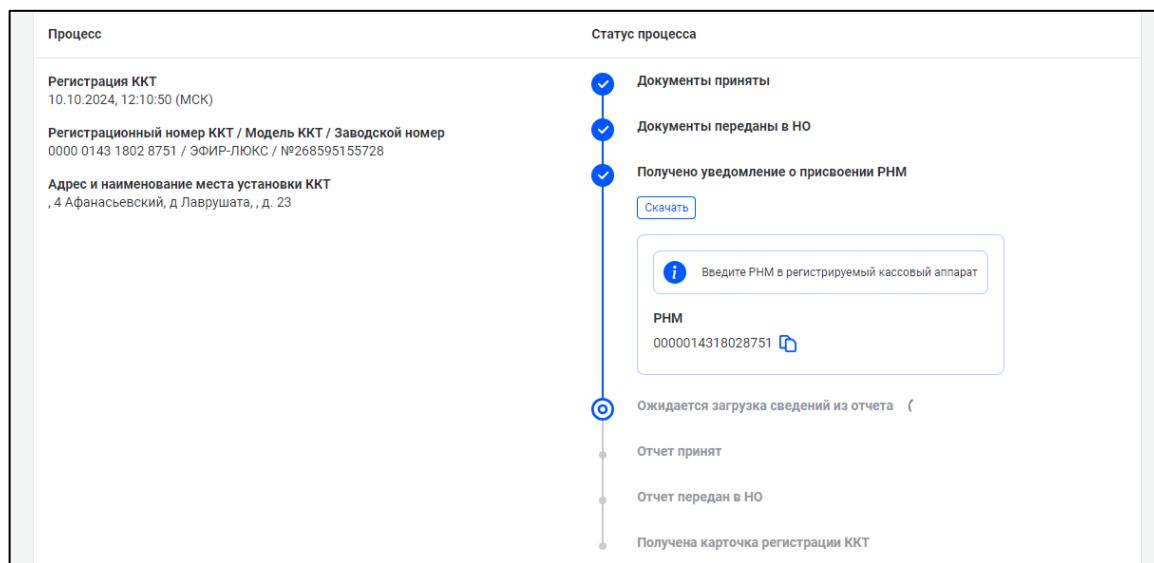 Процесс
Статус процесса
Регистрация ККТ
10.10.2024, 12:10:50 (МСК)
Регистрационный номер ККТ / Модель ККТ / Заводской номер
0000 0143 1802 8751 / ЭФИР-ЛЮКС / №268595155728
Адрес и наименование места установки ККТ
, 4 Афанасьевский, д Лаврушата, , д. 23
Документы приняты
Документы переданы в НО
Получено уведомление о присвоении РНМ
Скачать
Введите РНМ в регистрируемый кассовый аппарат
РНМ
0000014318028751
Ожидается загрузка сведений из отчета
Отчет принят
Отчет передан в НО
Получена карточка регистрации ККТ